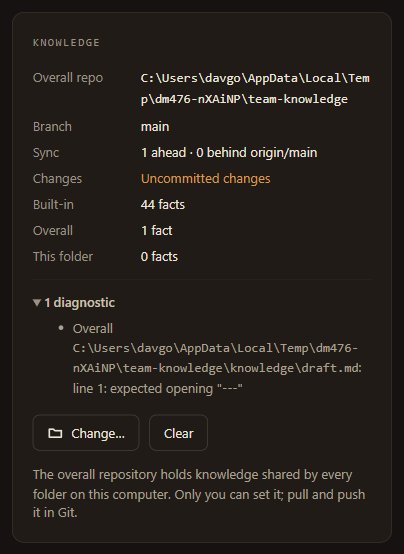 KNOWLEDGE
Overall repo C:\Users\davgo\AppData\Local\Tem
p\dm476-nXAiNP\team-knowledge
Branch main
Sync 1 ahead · 0 behind origin/main
Changes Uncommitted changes
Built-in 44 facts
Overall 1 fact
This folder 0 facts
▼ 1 diagnostic
• Overall
C:\Users\davgo\AppData\Local\Temp\dm476-
nXAiNP\team-knowledge\knowledge\draft.md:
line 1: expected opening "---"
Change... Clear
The overall repository holds knowledge shared by every
folder on this computer. Only you can set it; pull and push
it in Git.